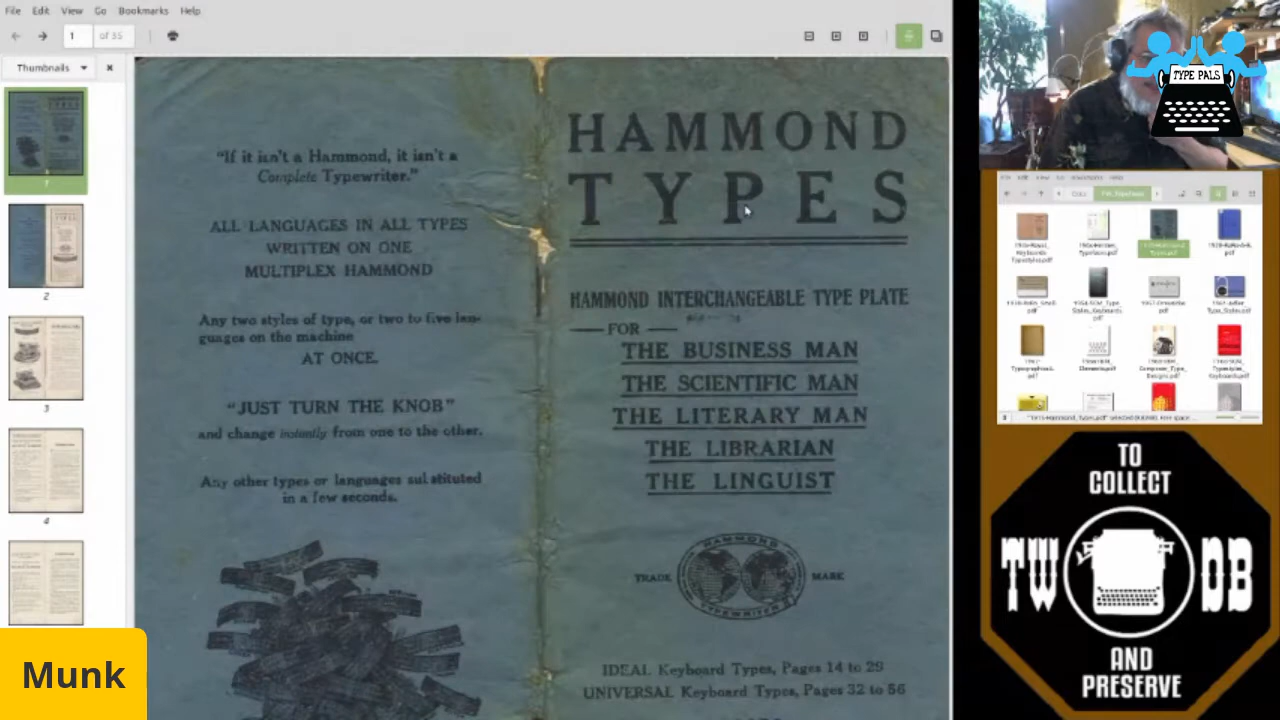 File Edit View Go Bookmarks Help
1 of 35
Thumbnails
1
2
3
4
"If it isn't a Hammond, it isn't a
Complete Typewriter."
ALL LANGUAGES IN ALL TYPES
WRITTEN ON ONE
MULTIPLEX HAMMOND
Any two styles of type, or two to five lan-
guages on the machine
AT ONCE.
"JUST TURN THE KNOB"
and change instantly from one to the other.
Any other types or languages sul stituted
in a few seconds.
HAMMOND
TYPES
HAMMOND INTERCHANGEABLE TYPE PLATE
FOR
THE BUSINESS MAN
THE SCIENTIFIC MAN
THE LITERARY MAN
THE LIBRARIAN
THE LINGUIST
TRADE MARK
HAMMOND
TYPEWRITER
IDEAL Keyboard Types, Pages 14 to 29
UNIVERSAL Keyboard Types, Pages 32 to 56
Munk
TYPE PALS
TO
COLLECT
TW DB
AND
PRESERVE